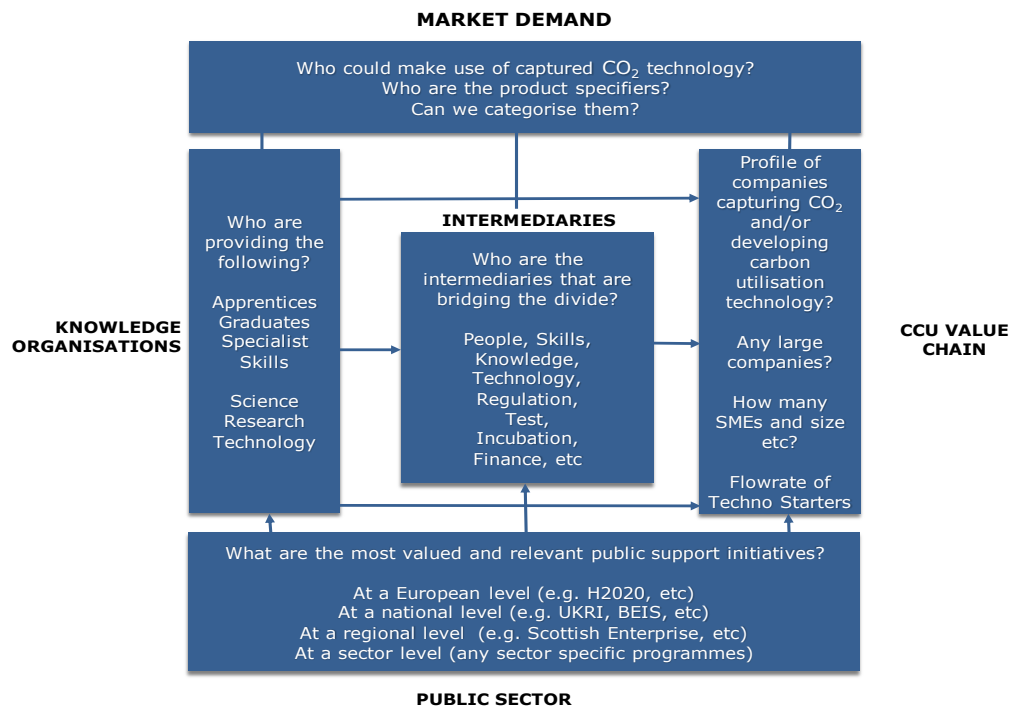 MARKET DEMAND
Who could make use of captured CO₂ technology?
Who are the product specifiers?
Can we categorise them?
KNOWLEDGE
ORGANISATIONS
Who are
providing the
following?
Apprentices
Graduates
Specialist
Skills
Science
Research
Technology
INTERMEDIARIES
Who are the
intermediaries that are
bridging the divide?
People, Skills,
Knowledge,
Technology,
Regulation,
Test,
Incubation,
Finance, etc
Profile of
companies
capturing CO₂
and/or
developing
carbon
utilisation
technology?
Any large
companies?
How many
SMEs and size
etc?
Flowrate of
Techno Starters
CCU VALUE
CHAIN
What are the most valued and relevant public support initiatives?
At a European level (e.g. H2020, etc)
At a national level (e.g. UKRI, BEIS, etc)
At a regional level (e.g. Scottish Enterprise, etc)
At a sector level (any sector specific programmes)
PUBLIC SECTOR